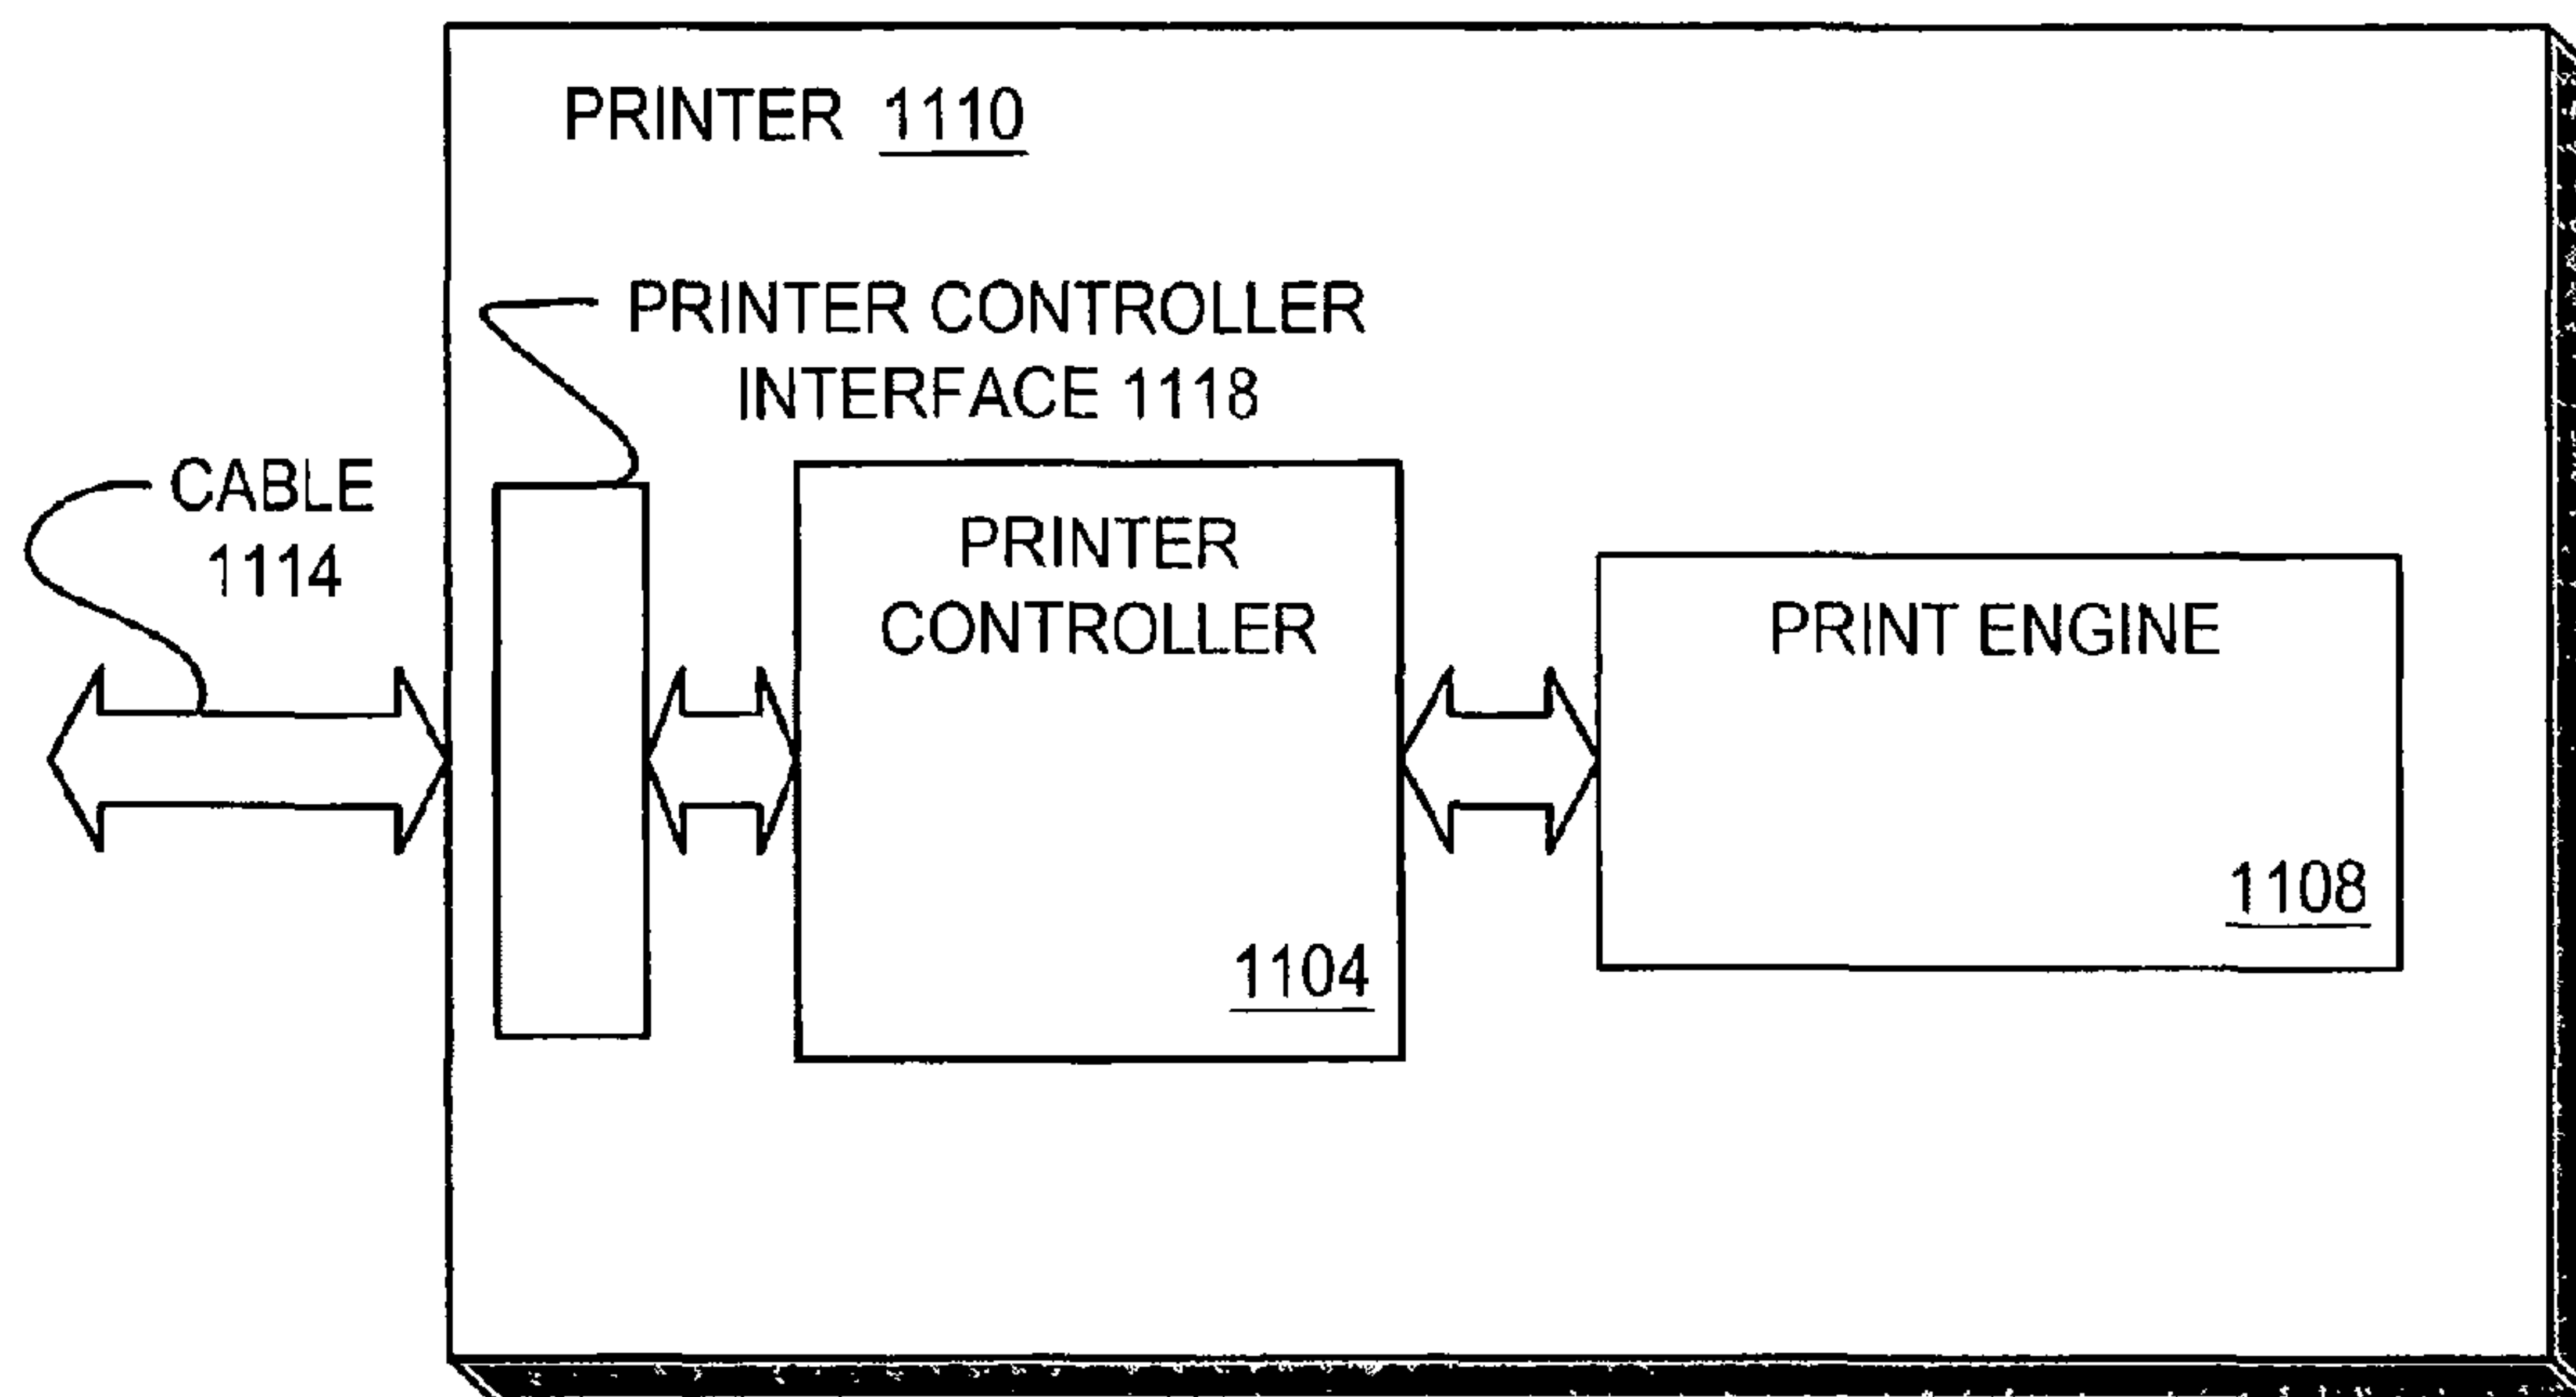 PRINTER 1110
PRINTER CONTROLLER
INTERFACE 1118
CABLE
1114
PRINTER
CONTROLLER
1104
PRINT ENGINE
1108